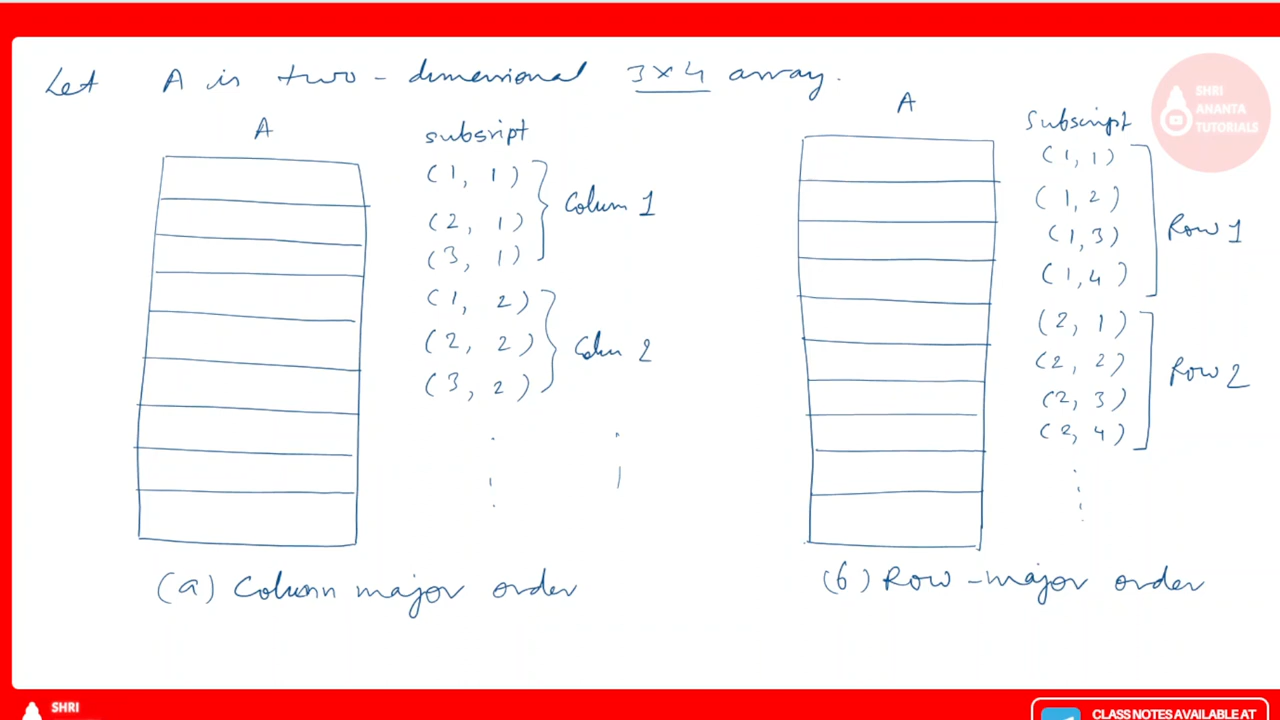 Let A is two-dimensional 3×4 array.
A
subsript
(1, 1)
(2, 1)
(3, 1)
Column 1
(1, 2)
(2, 2)
(3, 2)
Colum 2
(a) Column major order
A
Subscript
(1, 1)
(1, 2)
(1, 3)
(1, 4)
Row 1
(2, 1)
(2, 2)
(2, 3)
(2, 4)
Row 2
(b) Row-major order
SHRI
ANANTA
TUTORIALS
SHRI
CLASS NOTES AVAILABLE AT